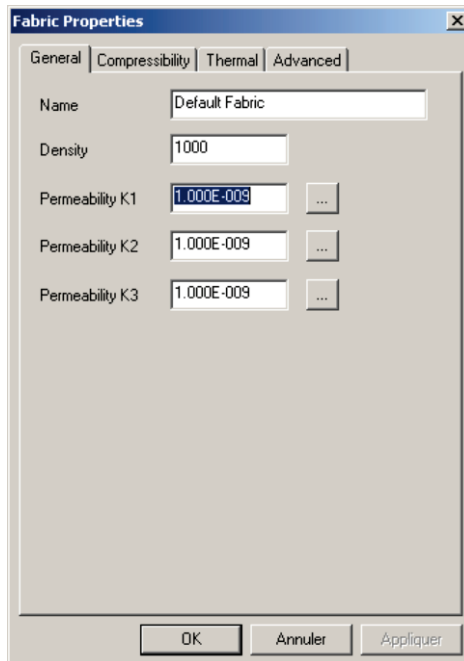 Fabric Properties
General Compressibility Thermal Advanced
Name Default Fabric
Density 1000
Permeability K1 1.000E-009 ...
Permeability K2 1.000E-009 ...
Permeability K3 1.000E-009 ...
OK Annuler Appliquer